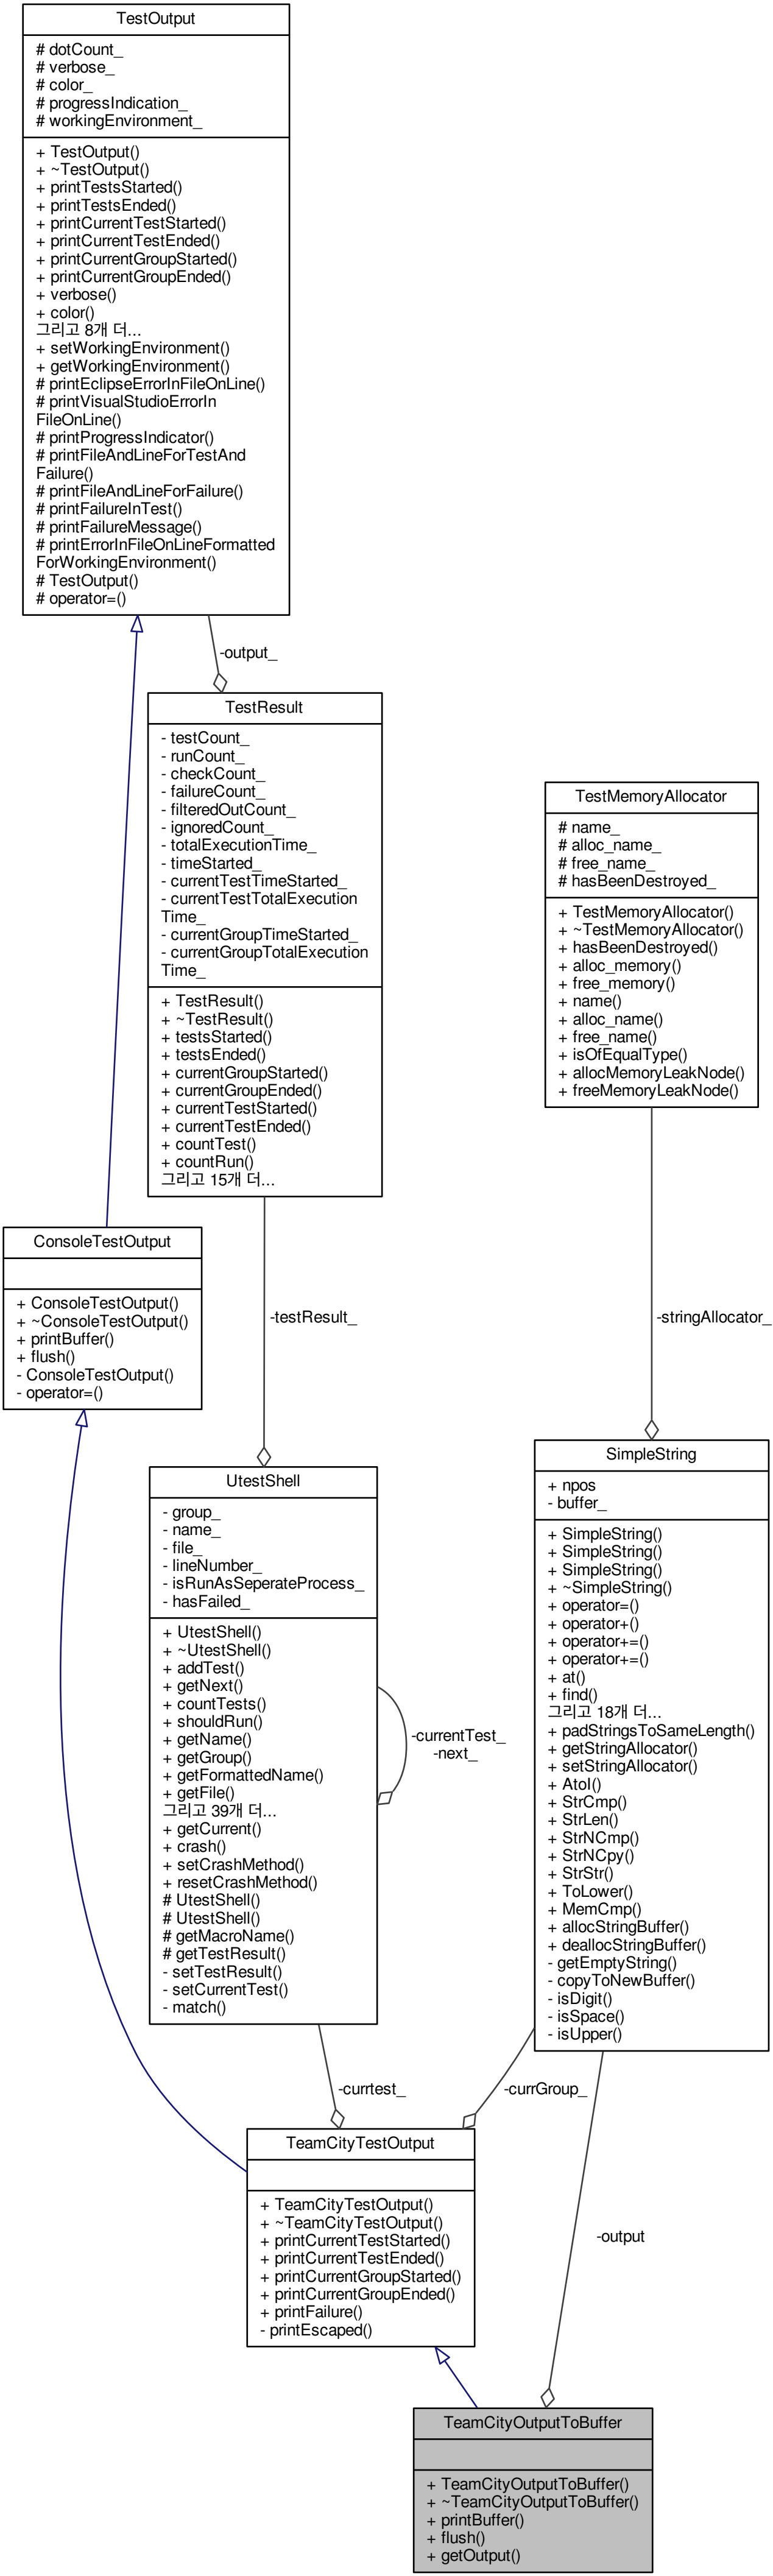 TestOutput
# dotCount_
# verbose_
# color_
# progressIndication_
# workingEnvironment_
+ TestOutput()
+ ~TestOutput()
+ printTestsStarted()
+ printTestsEnded()
+ printCurrentTestStarted()
+ printCurrentTestEnded()
+ printCurrentGroupStarted()
+ printCurrentGroupEnded()
+ verbose()
+ color()
그리고 8개 더...
+ setWorkingEnvironment()
+ getWorkingEnvironment()
# printEclipseErrorInFileOnLine()
# printVisualStudioErrorIn
FileOnLine()
# printProgressIndicator()
# printFileAndLineForTestAnd
Failure()
# printFileAndLineForFailure()
# printFailureInTest()
# printFailureMessage()
# printErrorInFileOnLineFormatted
ForWorkingEnvironment()
# TestOutput()
# operator=()
-output_
TestResult
- testCount_
- runCount_
- checkCount_
- failureCount_
- filteredOutCount_
- ignoredCount_
- totalExecutionTime_
- timeStarted_
- currentTestTimeStarted_
- currentTestTotalExecution
Time_
- currentGroupTimeStarted_
- currentGroupTotalExecution
Time_
+ TestResult()
+ ~TestResult()
+ testsStarted()
+ testsEnded()
+ currentGroupStarted()
+ currentGroupEnded()
+ currentTestStarted()
+ currentTestEnded()
+ countTest()
+ countRun()
그리고 15개 더...
TestMemoryAllocator
# name_
# alloc_name_
# free_name_
# hasBeenDestroyed_
+ TestMemoryAllocator()
+ ~TestMemoryAllocator()
+ hasBeenDestroyed()
+ alloc_memory()
+ free_memory()
+ name()
+ alloc_name()
+ free_name()
+ isOfEqualType()
+ allocMemoryLeakNode()
+ freeMemoryLeakNode()
ConsoleTestOutput
+ ConsoleTestOutput()
+ ~ConsoleTestOutput()
+ printBuffer()
+ flush()
- ConsoleTestOutput()
- operator=()
-testResult_
-stringAllocator_
UtestShell
- group_
- name_
- file_
- lineNumber_
- isRunAsSeperateProcess_
- hasFailed_
+ UtestShell()
+ ~UtestShell()
+ addTest()
+ getNext()
+ countTests()
+ shouldRun()
+ getName()
+ getGroup()
+ getFormattedName()
+ getFile()
그리고 39개 더...
+ getCurrent()
+ crash()
+ setCrashMethod()
+ resetCrashMethod()
# UtestShell()
# UtestShell()
# getMacroName()
# getTestResult()
- setTestResult()
- setCurrentTest()
- match()
-currentTest_
-next_
SimpleString
+ npos
- buffer_
+ SimpleString()
+ SimpleString()
+ SimpleString()
+ ~SimpleString()
+ operator=()
+ operator+()
+ operator+=()
+ operator+=()
+ at()
+ find()
그리고 18개 더...
+ padStringsToSameLength()
+ getStringAllocator()
+ setStringAllocator()
+ AtoI()
+ StrCmp()
+ StrLen()
+ StrNCmp()
+ StrNCpy()
+ StrStr()
+ ToLower()
+ MemCmp()
+ allocStringBuffer()
+ deallocStringBuffer()
- getEmptyString()
- copyToNewBuffer()
- isDigit()
- isSpace()
- isUpper()
-currtest_
-currGroup_
TeamCityTestOutput
+ TeamCityTestOutput()
+ ~TeamCityTestOutput()
+ printCurrentTestStarted()
+ printCurrentTestEnded()
+ printCurrentGroupStarted()
+ printCurrentGroupEnded()
+ printFailure()
- printEscaped()
-output
TeamCityOutputToBuffer
+ TeamCityOutputToBuffer()
+ ~TeamCityOutputToBuffer()
+ printBuffer()
+ flush()
+ getOutput()